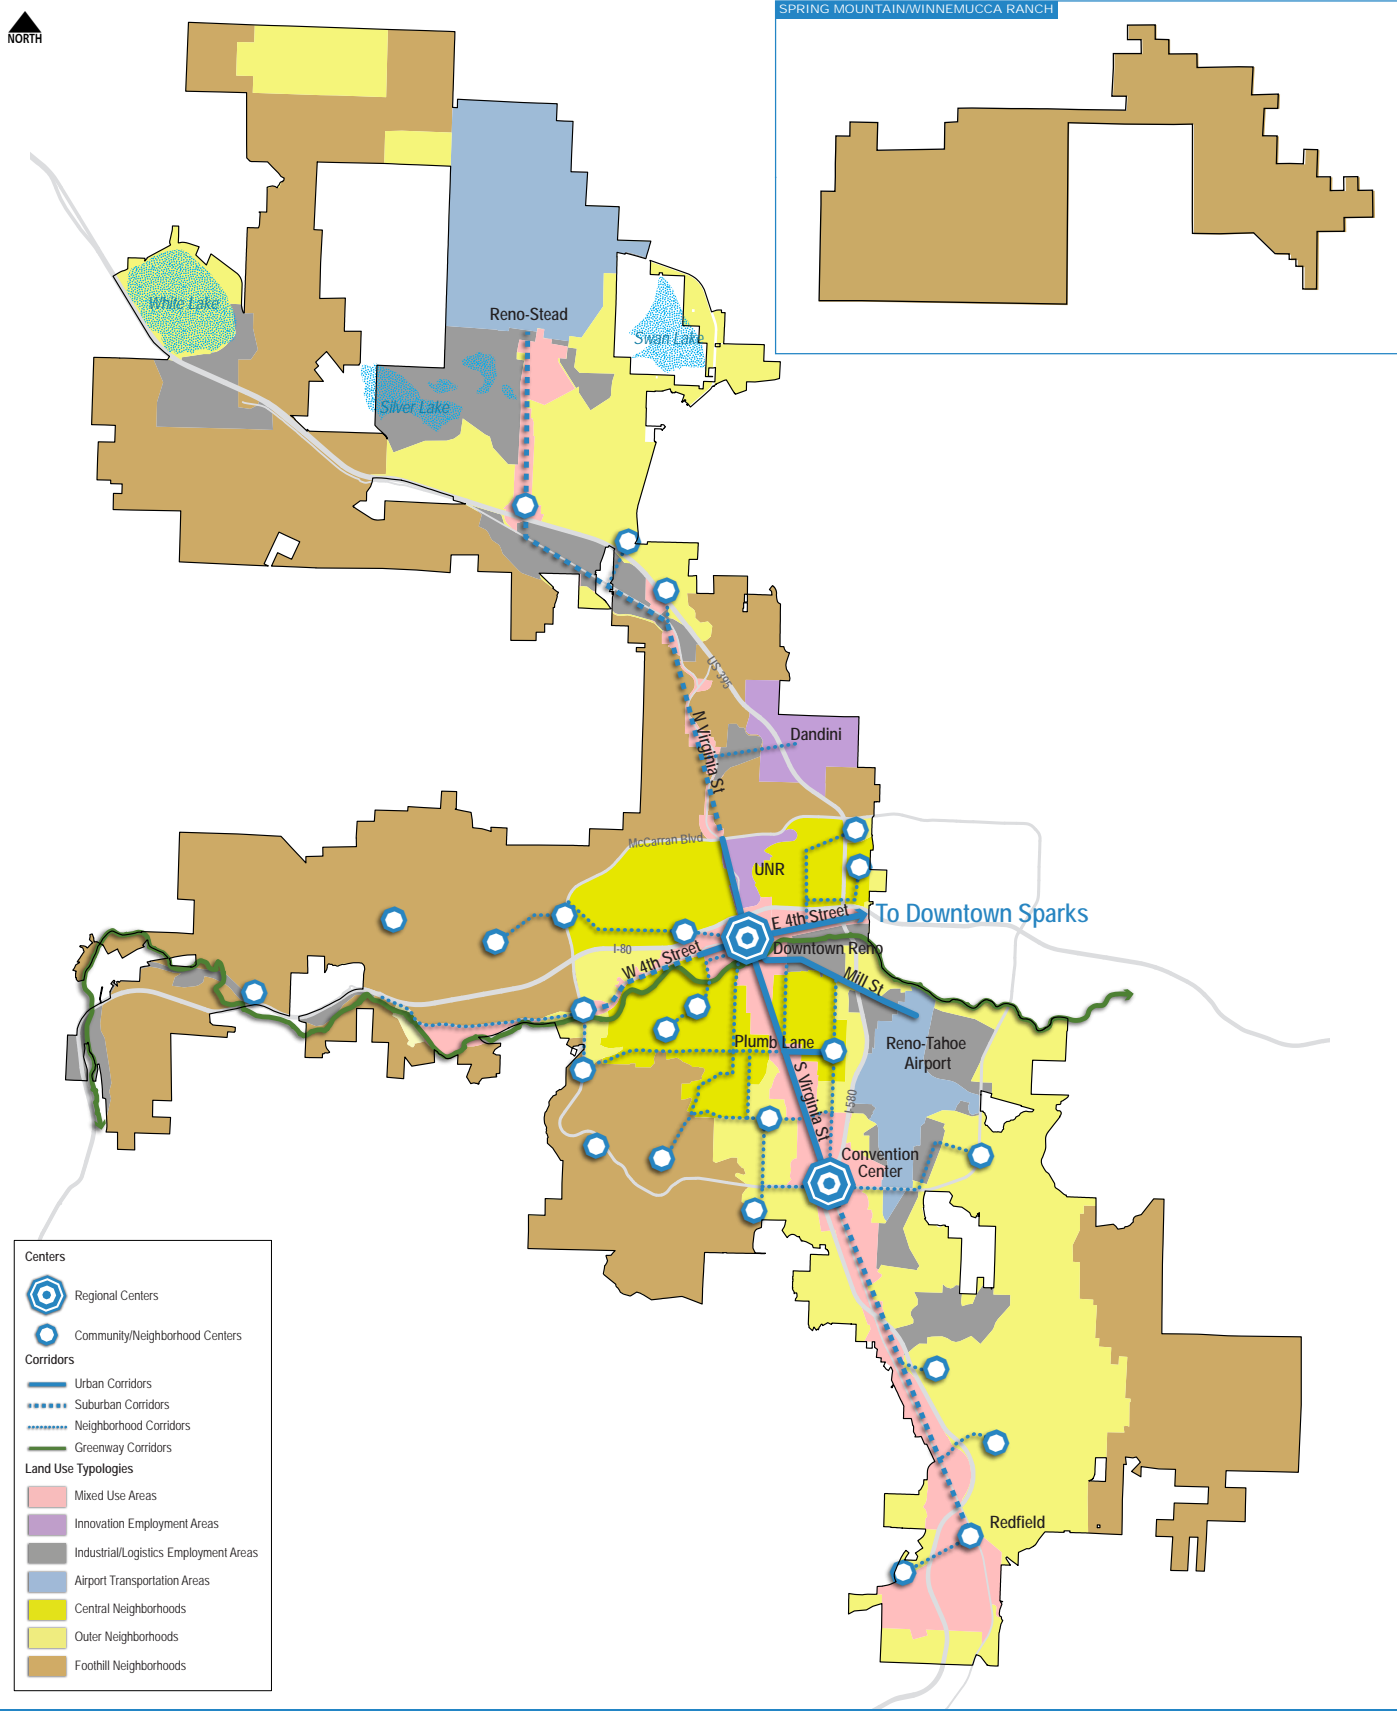 SPRING MOUNTAIN/WINNEMUCCA RANCH
NORTH
White Lake
Reno-Stead
Swan Lake
Silver Lake
US 395
N Virginia St
Dandini
McCarran Blvd
UNR
E 4th Street
To Downtown Sparks
I-80
W 4th Street
Downtown Reno
Mill St
Plumb Lane
Reno-Tahoe
Airport
S Virginia St
I-580
Convention
Center
Redfield
Centers
Regional Centers
Community/Neighborhood Centers
Corridors
Urban Corridors
Suburban Corridors
Neighborhood Corridors
Greenway Corridors
Land Use Typologies
Mixed Use Areas
Innovation Employment Areas
Industrial/Logistics Employment Areas
Airport Transportation Areas
Central Neighborhoods
Outer Neighborhoods
Foothill Neighborhoods